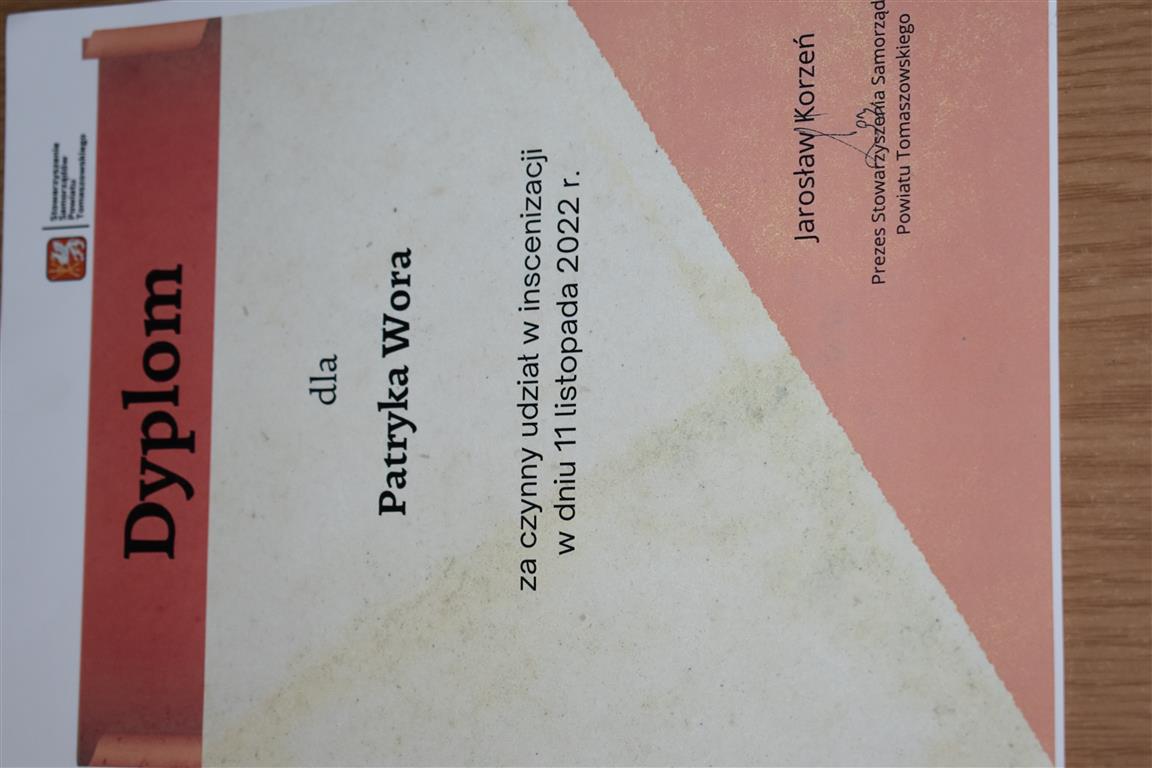 Stowarzyszenie
Samorządów
Powiatu
Tomaszowskiego
Dyplom
dla
Patryka Wora
za czynny udział w inscenizacji
w dniu 11 listopada 2022 r.
Jarosław Korzeń
Prezes Stowarzyszenia Samorząd
Powiatu Tomaszowskiego